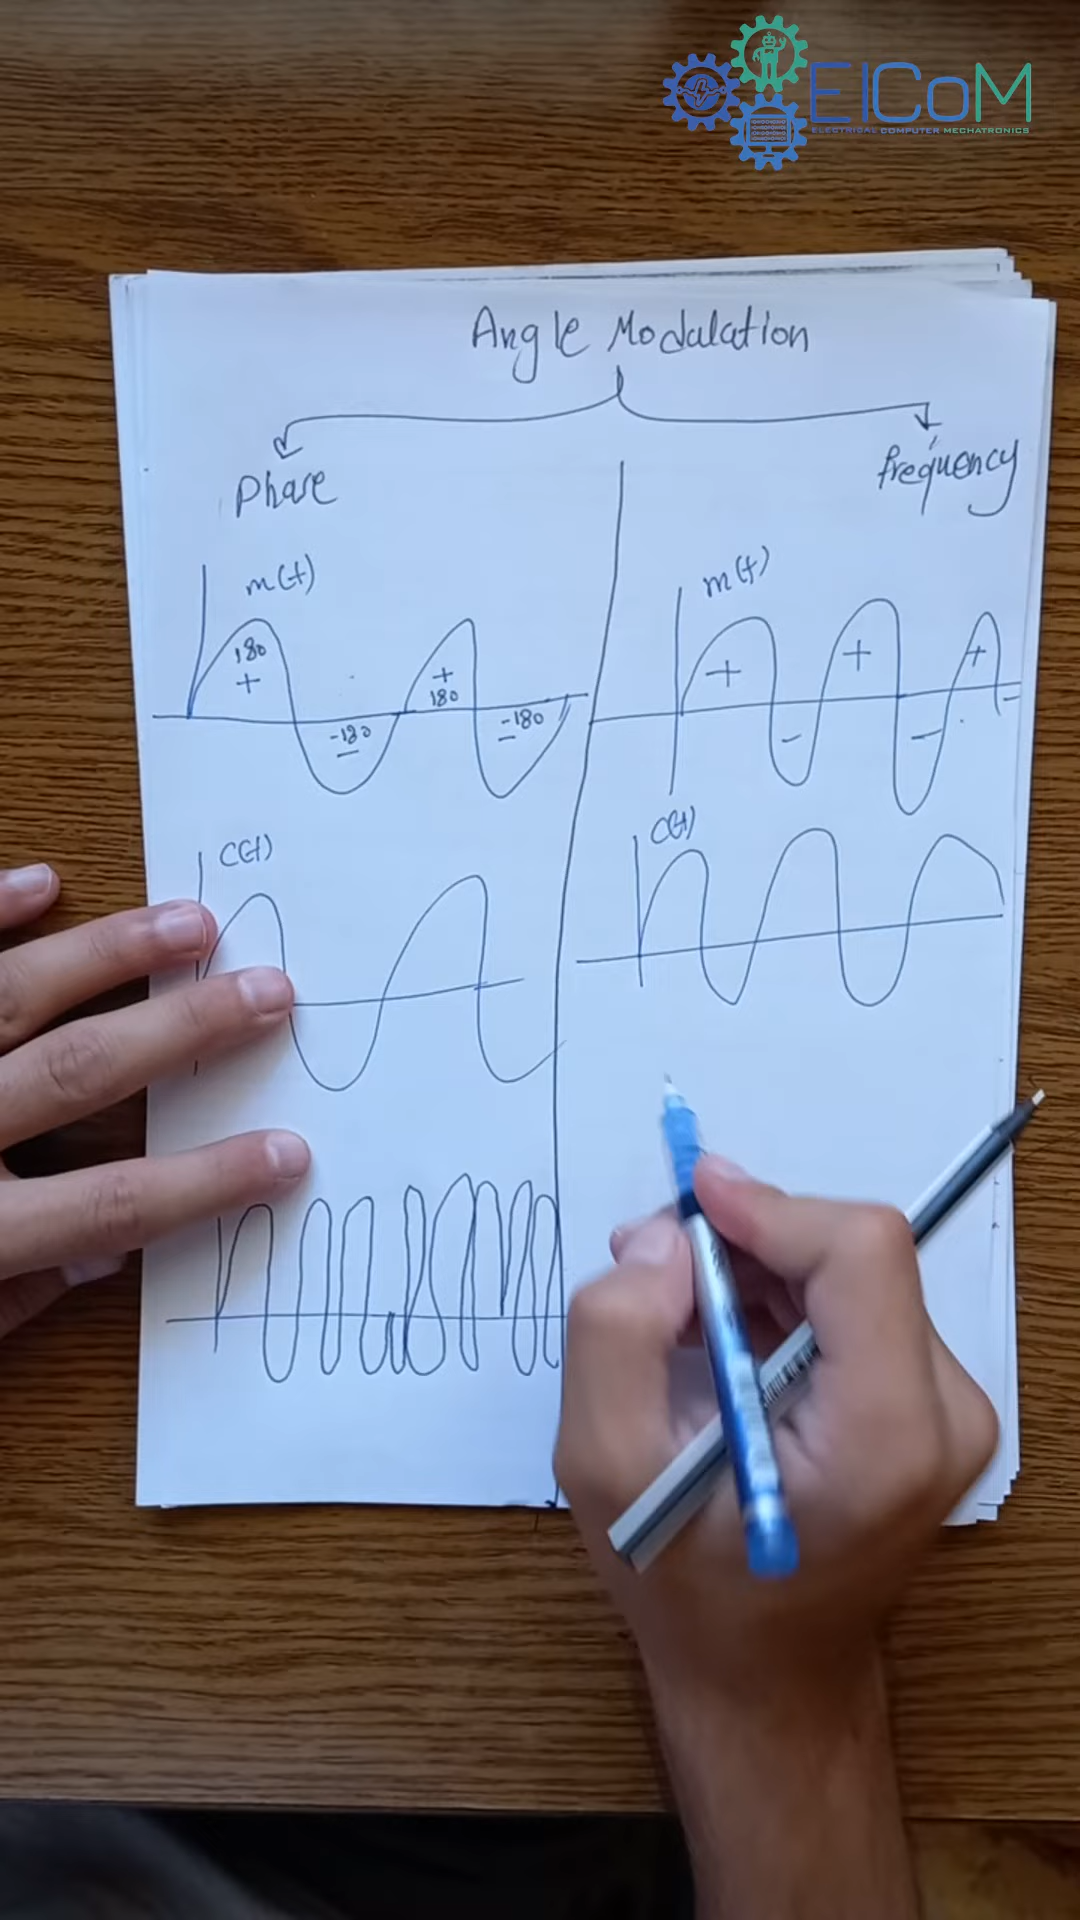 EICoM
ELECTRICAL COMPUTER MECHATRONICS
Angle Modulation
Phase
frequency
m(t)
180
+
-180
+
180
-180
m(t)
+
-
+
-
+
-
C(t)
C(t)